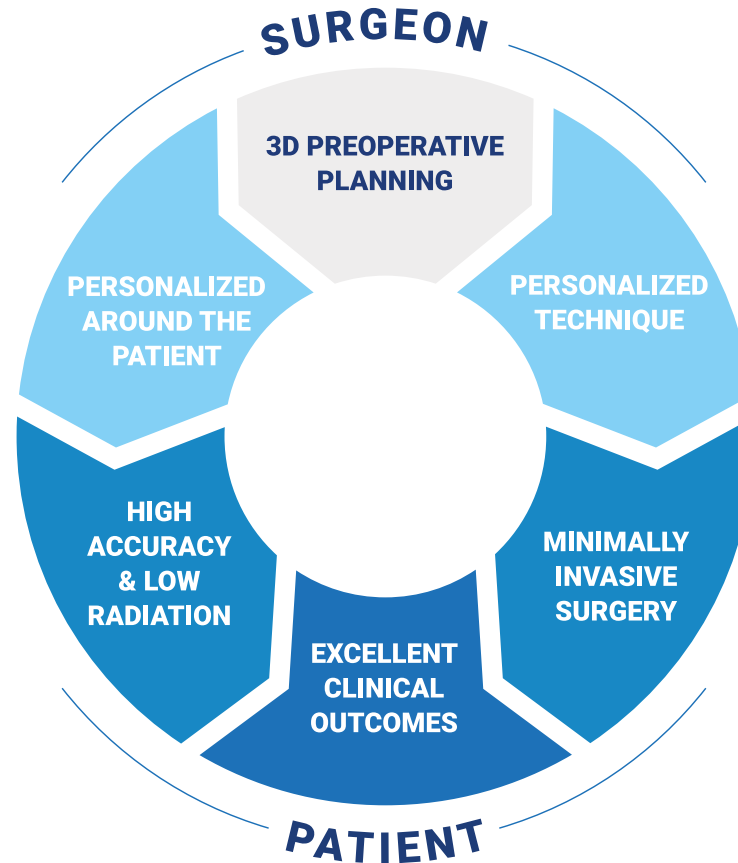 SURGEON
3D PREOPERATIVE
PLANNING
PERSONALIZED
AROUND THE
PATIENT
PERSONALIZED
TECHNIQUE
HIGH
ACCURACY
& LOW
RADIATION
MINIMALLY
INVASIVE
SURGERY
EXCELLENT
CLINICAL
OUTCOMES
PATIENT